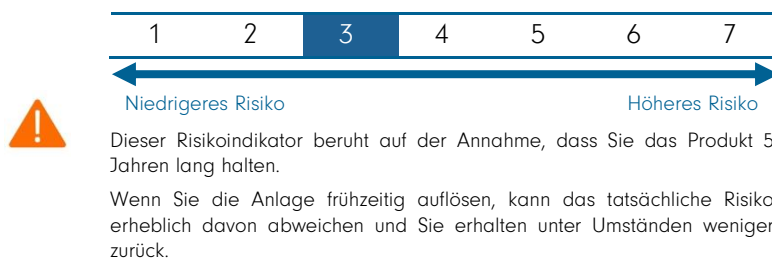 1 2 3 4 5 6 7
Niedrigeres Risiko Höheres Risiko
Dieser Risikoindikator beruht auf der Annahme, dass Sie das Produkt 5
Jahren lang halten.
Wenn Sie die Anlage frühzeitig auflösen, kann das tatsächliche Risiko
erheblich davon abweichen und Sie erhalten unter Umständen weniger
zurück.